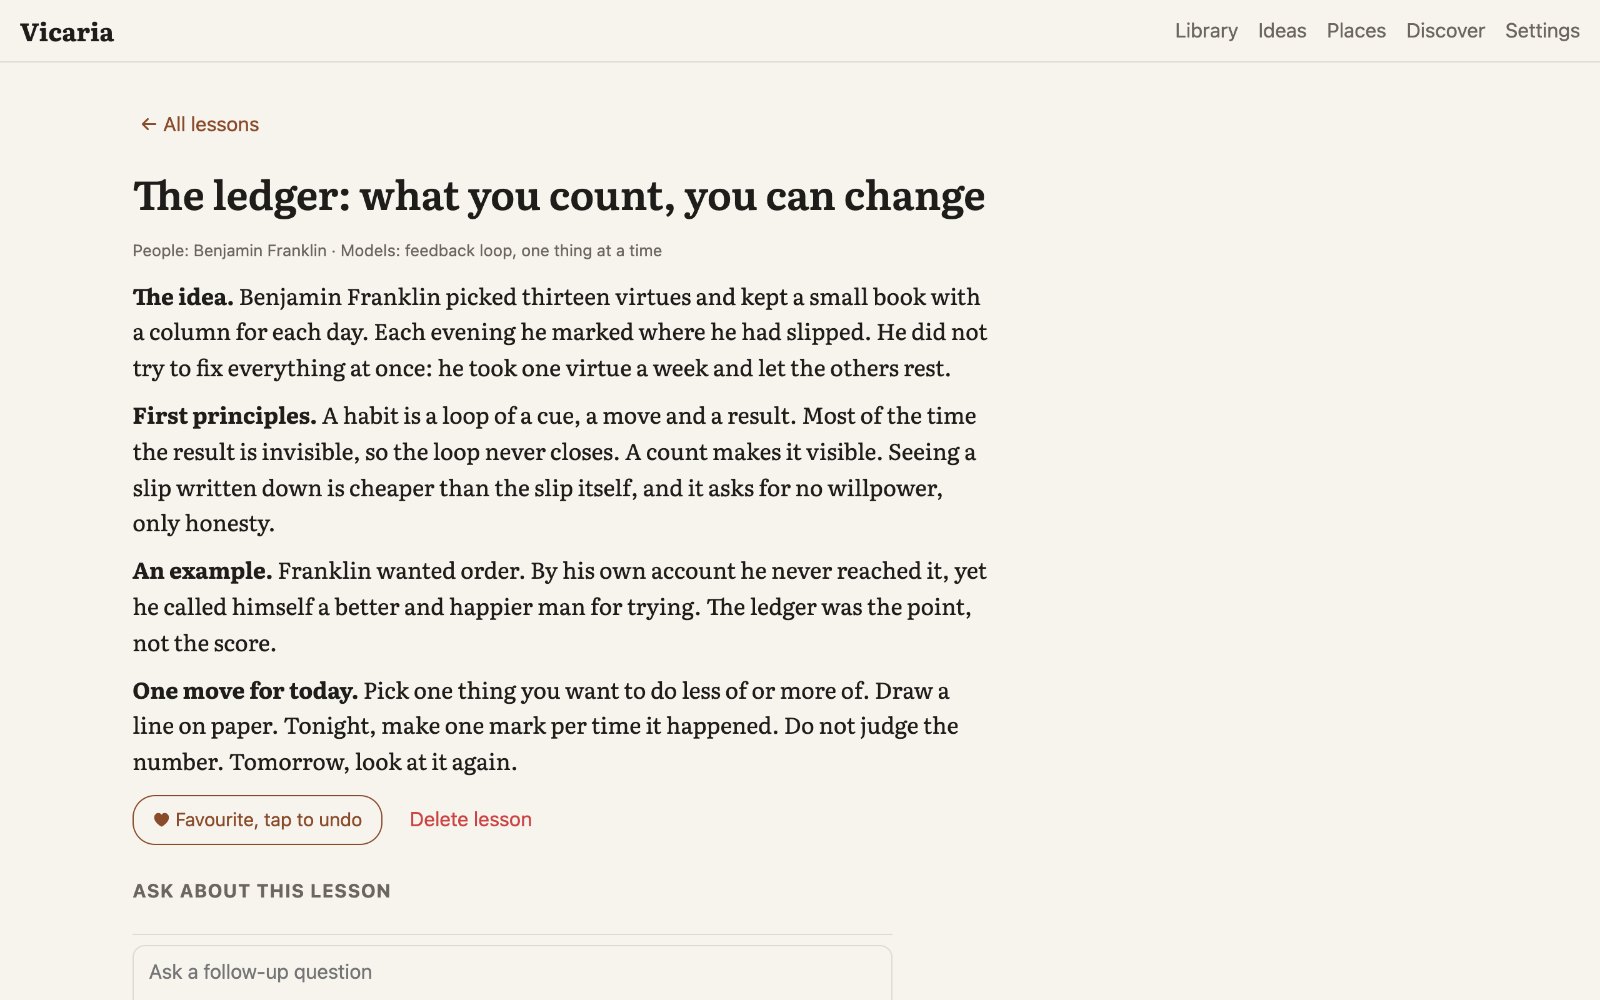 Vicaria
Library Ideas Places Discover Settings
← All lessons
The ledger: what you count, you can change
People: Benjamin Franklin · Models: feedback loop, one thing at a time
The idea. Benjamin Franklin picked thirteen virtues and kept a small book with
a column for each day. Each evening he marked where he had slipped. He did not
try to fix everything at once: he took one virtue a week and let the others rest.
First principles. A habit is a loop of a cue, a move and a result. Most of the time
the result is invisible, so the loop never closes. A count makes it visible. Seeing a
slip written down is cheaper than the slip itself, and it asks for no willpower,
only honesty.
An example. Franklin wanted order. By his own account he never reached it, yet
he called himself a better and happier man for trying. The ledger was the point,
not the score.
One move for today. Pick one thing you want to do less of or more of. Draw a
line on paper. Tonight, make one mark per time it happened. Do not judge the
number. Tomorrow, look at it again.
♥ Favourite, tap to undo
Delete lesson
ASK ABOUT THIS LESSON
Ask a follow-up question